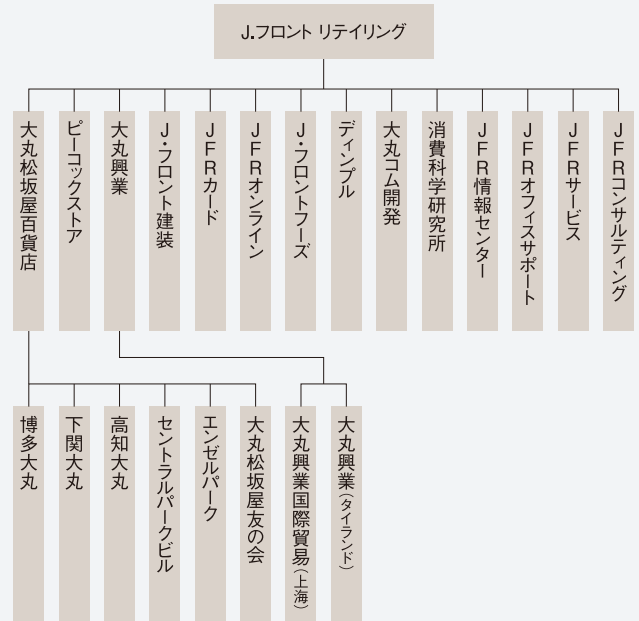 J.フロント リテイリング
大丸松坂屋百貨店
ピーコックストア
大丸興業
J・フロント建装
JFRカード
JFRオンライン
J・フロントフーズ
ディンプル
大丸コム開発
消費科学研究所
JFR情報センター
JFRオフィスサポート
JFRサービス
JFRコンサルティング
博多大丸
下関大丸
高知大丸
セントラルパークビル
エンゼルパーク
大丸松坂屋友の会
大丸興業国際貿易(上海)
大丸興業(タイランド)